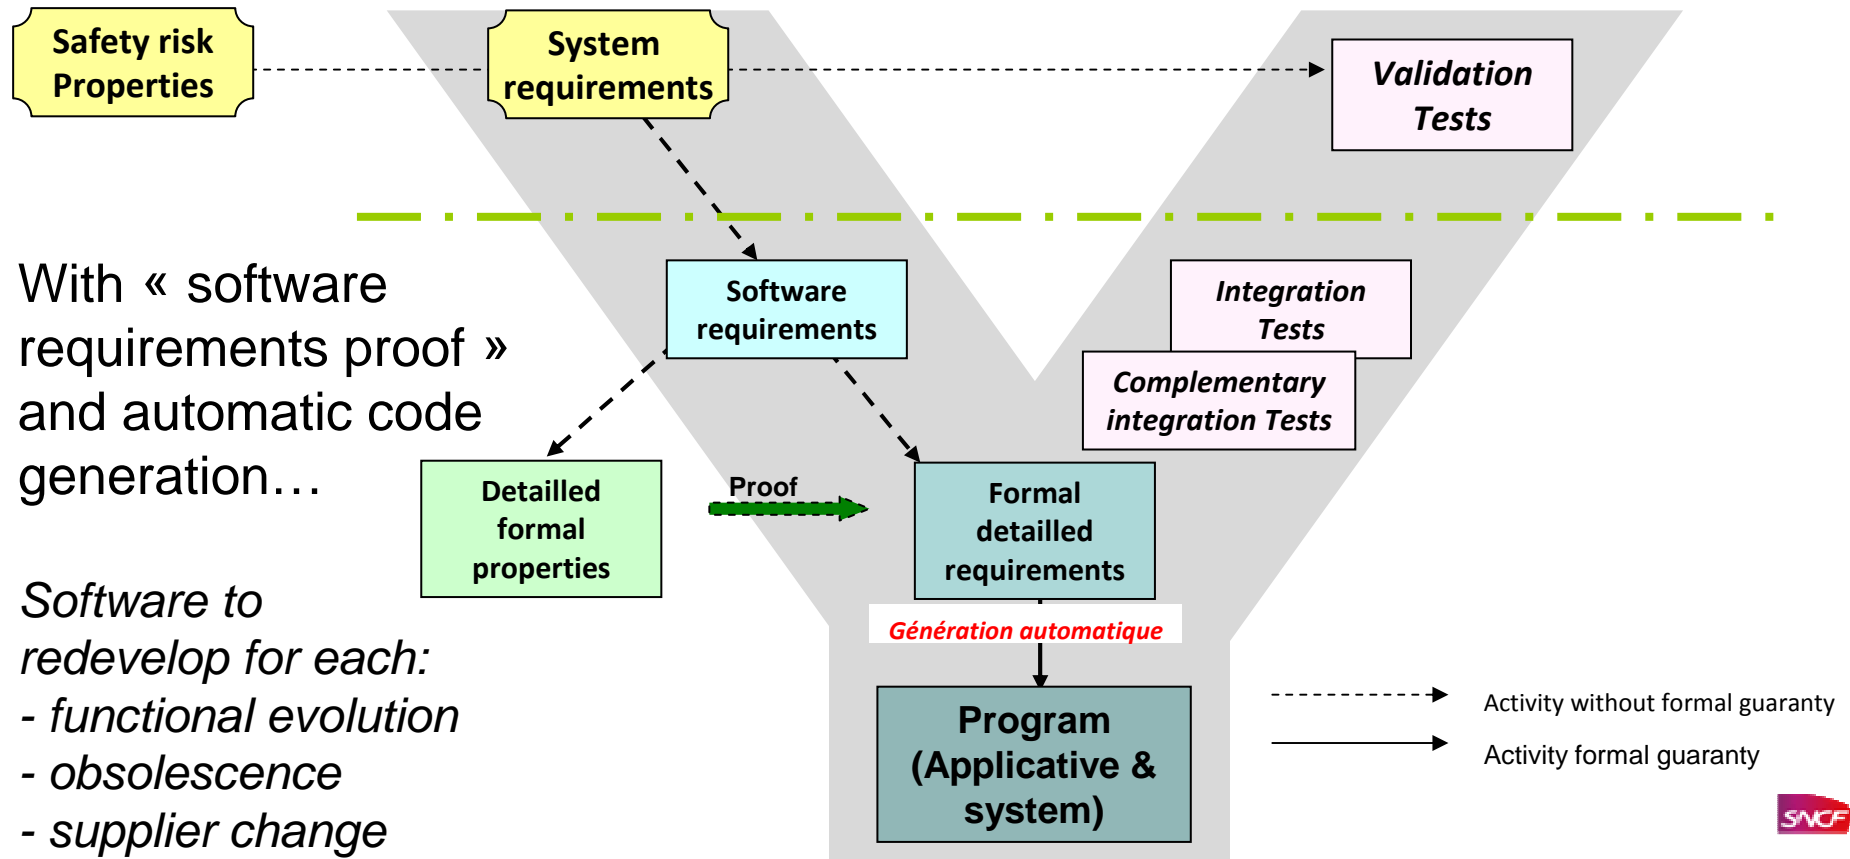 Safety risk
Properties
System
requirements
Validation
Tests
With « software
requirements proof »
and automatic code
generation…
Software
requirements
Integration
Tests
Complementary
integration Tests
Detailled
formal
properties
Proof
Formal
detailled
requirements
Software to
redevelop for each:
- functional evolution
- obsolescence
- supplier change
Génération automatique
Program
(Applicative &
system)
Activity without formal guaranty
Activity formal guaranty
SNCF